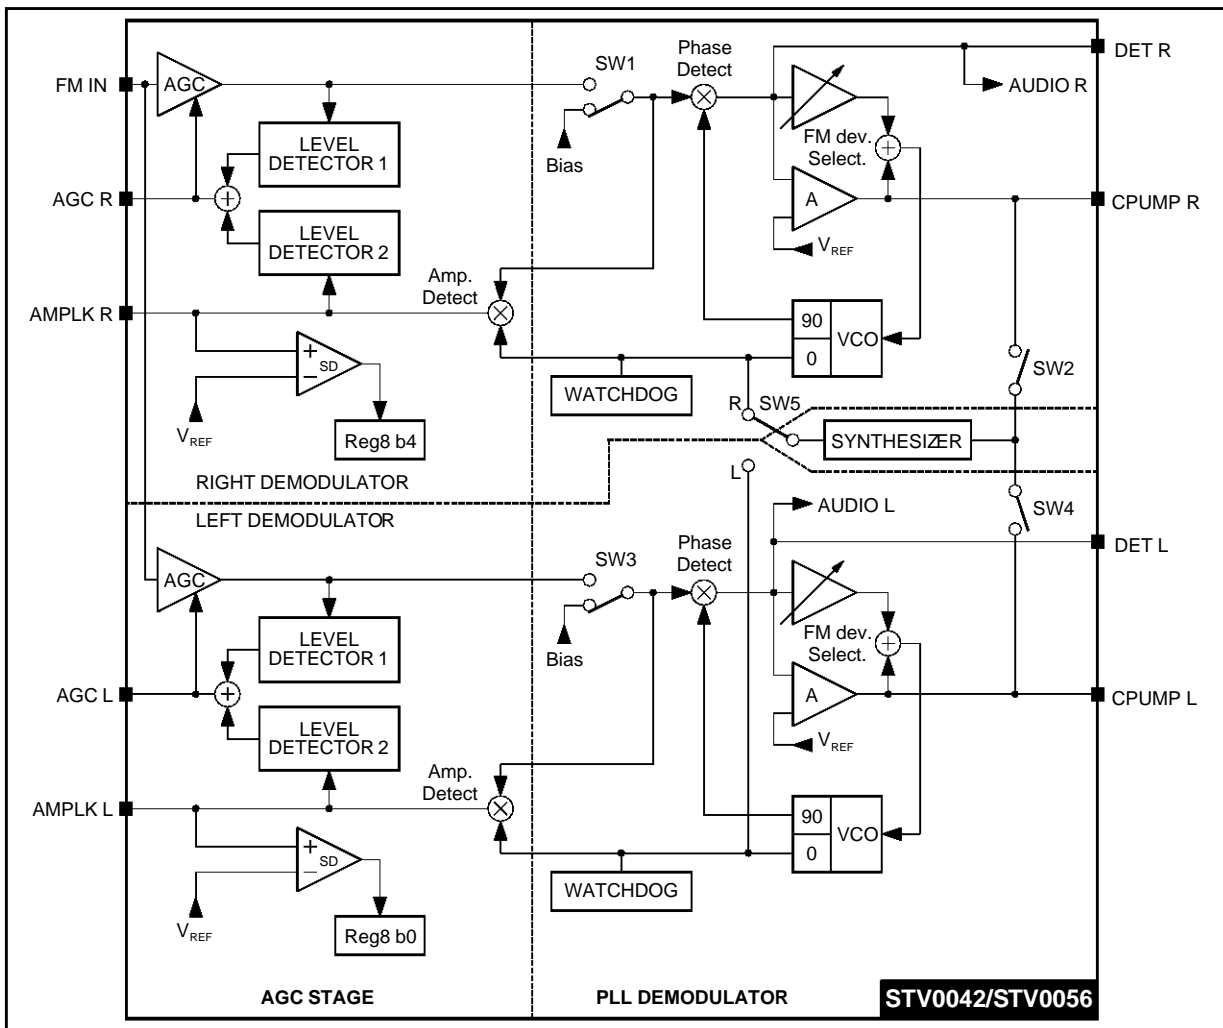 FM IN
AGC
SW1
Phase
Detect
DET R
AUDIO R
LEVEL
DETECTOR 1
Bias
FM dev.
Select.
AGC R
+
+
A
CPUMP R
LEVEL
DETECTOR 2
VREF
Amp.
Detect
AMPLK R
90
VCO
0
+
SD
−
SW2
WATCHDOG
R
SW5
VREF
Reg8 b4
SYNTHESIZER
RIGHT DEMODULATOR
L
LEFT DEMODULATOR
AUDIO L
SW4
Phase
Detect
DET L
AGC
SW3
LEVEL
DETECTOR 1
Bias
FM dev.
Select.
+
AGC L
+
A
CPUMP L
LEVEL
DETECTOR 2
VREF
Amp.
Detect
AMPLK L
90
VCO
0
+
SD
−
WATCHDOG
VREF
Reg8 b0
AGC STAGE
PLL DEMODULATOR
STV0042/STV0056